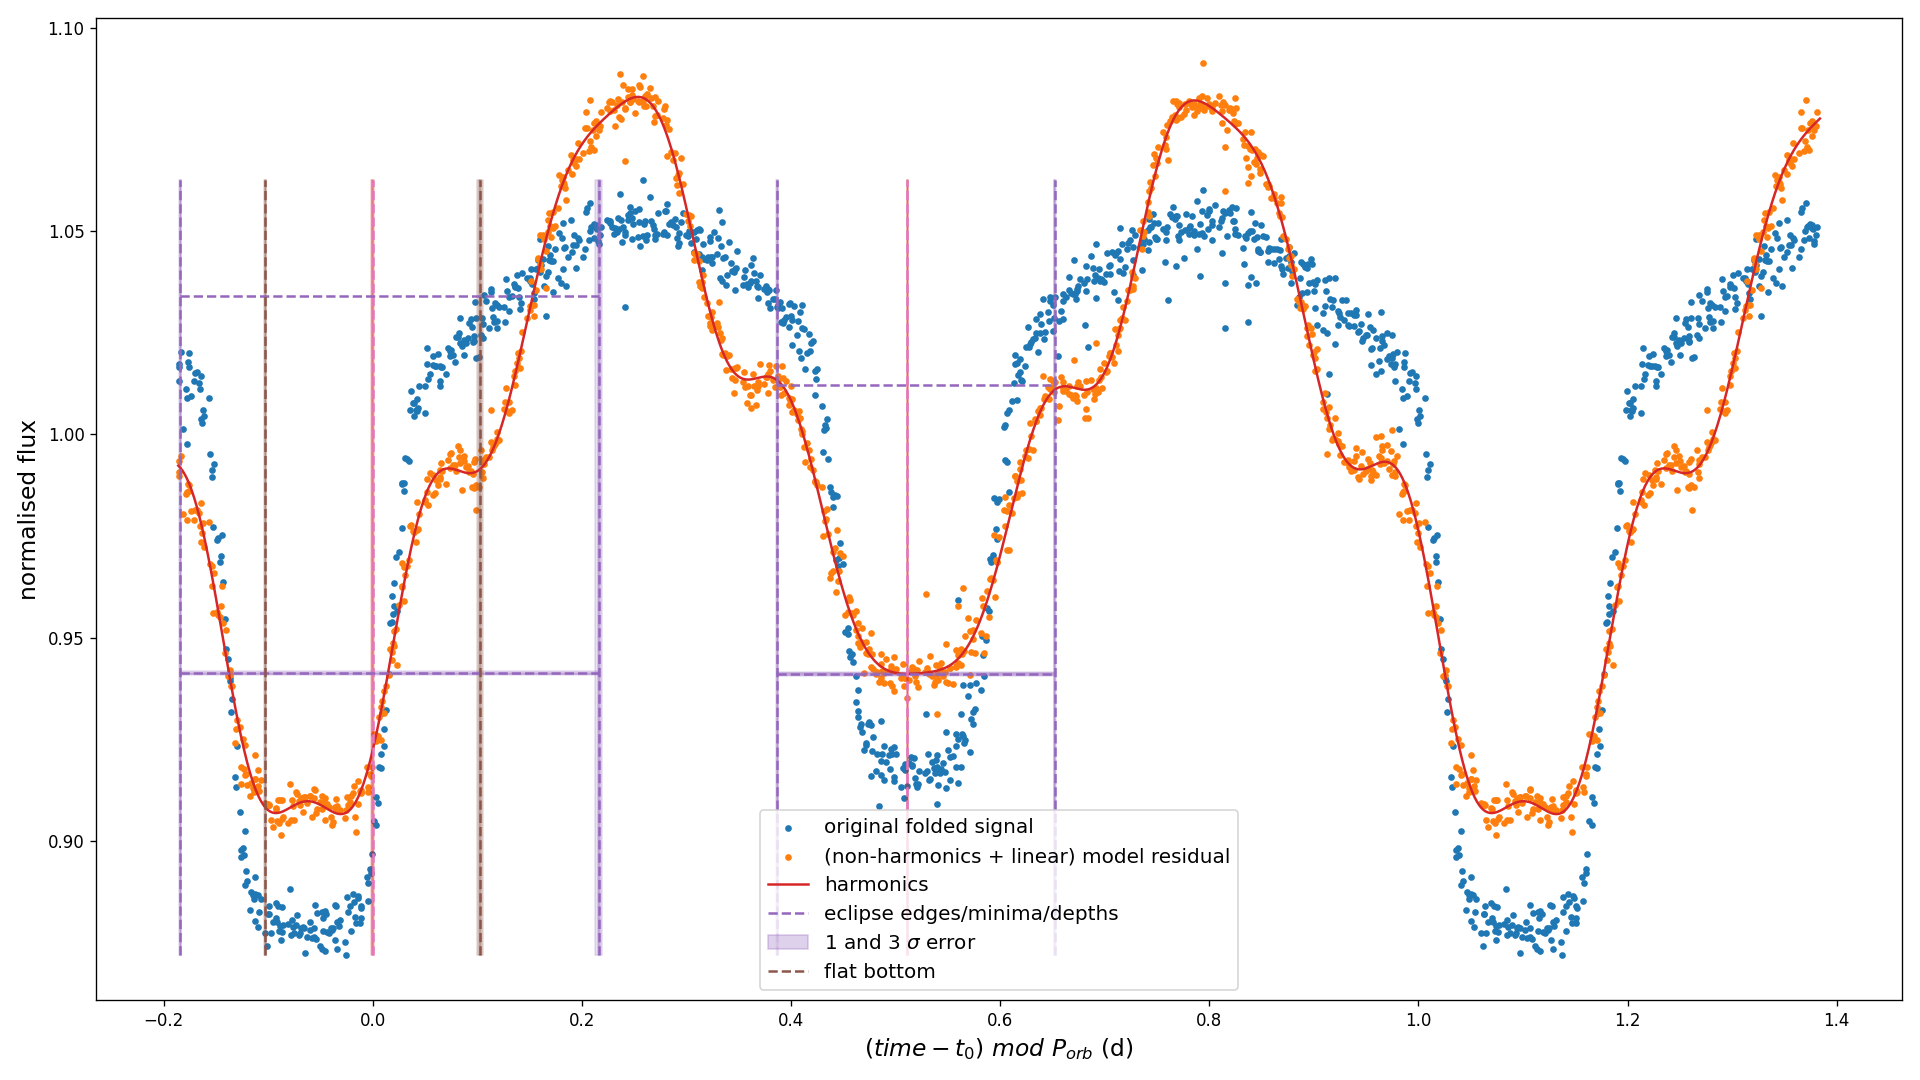 1.10
1.05
1.00
0.95
0.90
normalised flux
original folded signal
(non-harmonics + linear) model residual
harmonics
eclipse edges/minima/depths
1 and 3 σ error
flat bottom
−0.2 0.0 0.2 0.4 0.6 0.8 1.0 1.2 1.4
(time − t₀) mod Pₒᵣb (d)